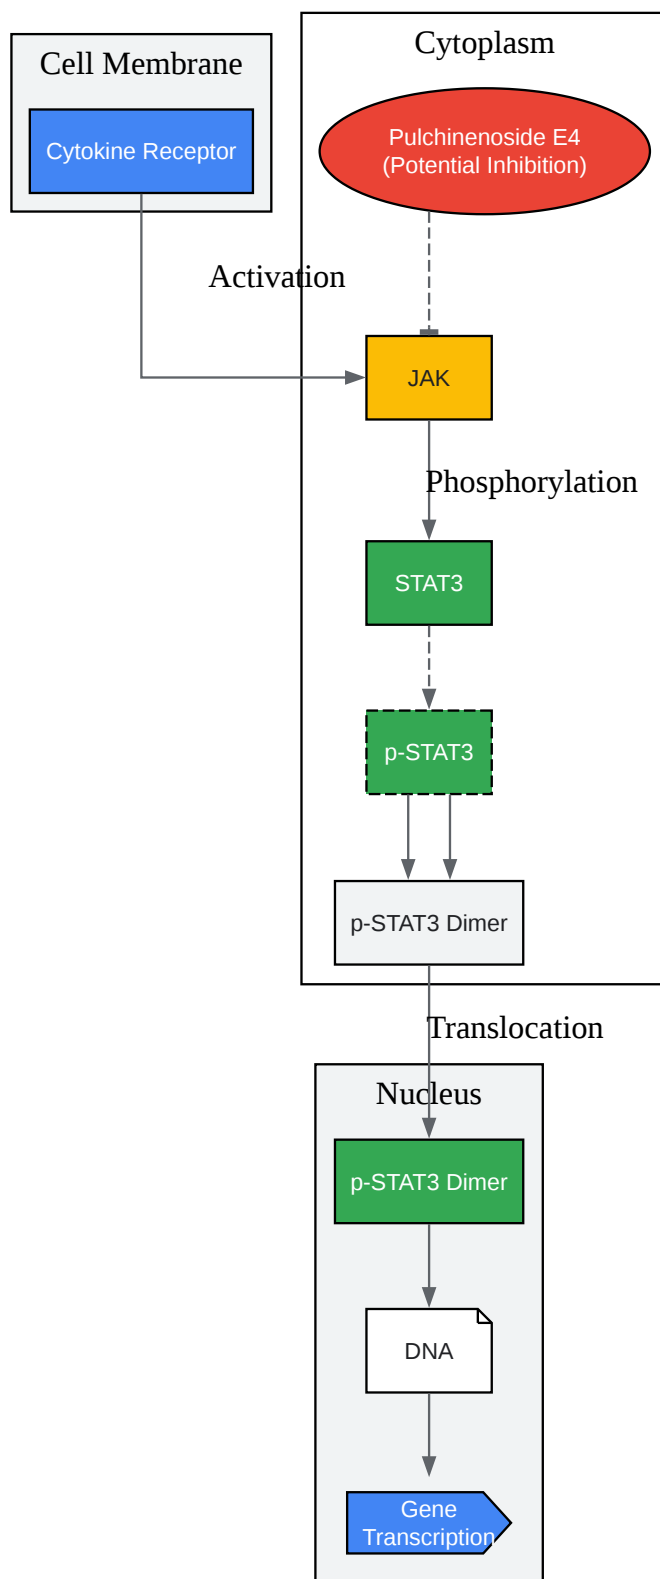 Cell Membrane
Cytokine Receptor
Cytoplasm
Pulchinenoside E4
(Potential Inhibition)
Activation
JAK
Phosphorylation
STAT3
p-STAT3
p-STAT3 Dimer
Translocation
Nucleus
p-STAT3 Dimer
DNA
Gene
Transcription